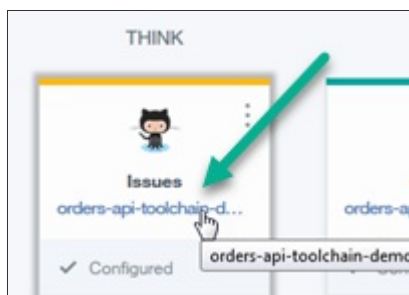 THINK
Issues
orders-api-toolchain-d...
orders-a
Configured
orders-api-toolchain-demo